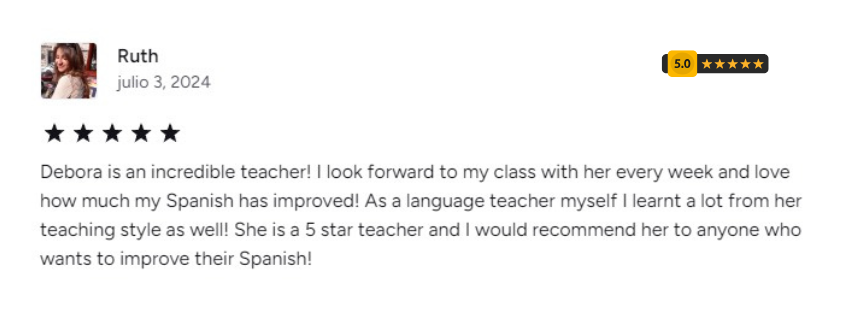 Ruth
julio 3, 2024
5.0
Debora is an incredible teacher! I look forward to my class with her every week and love
how much my Spanish has improved! As a language teacher myself I learnt a lot from her
teaching style as well! She is a 5 star teacher and I would recommend her to anyone who
wants to improve their Spanish!